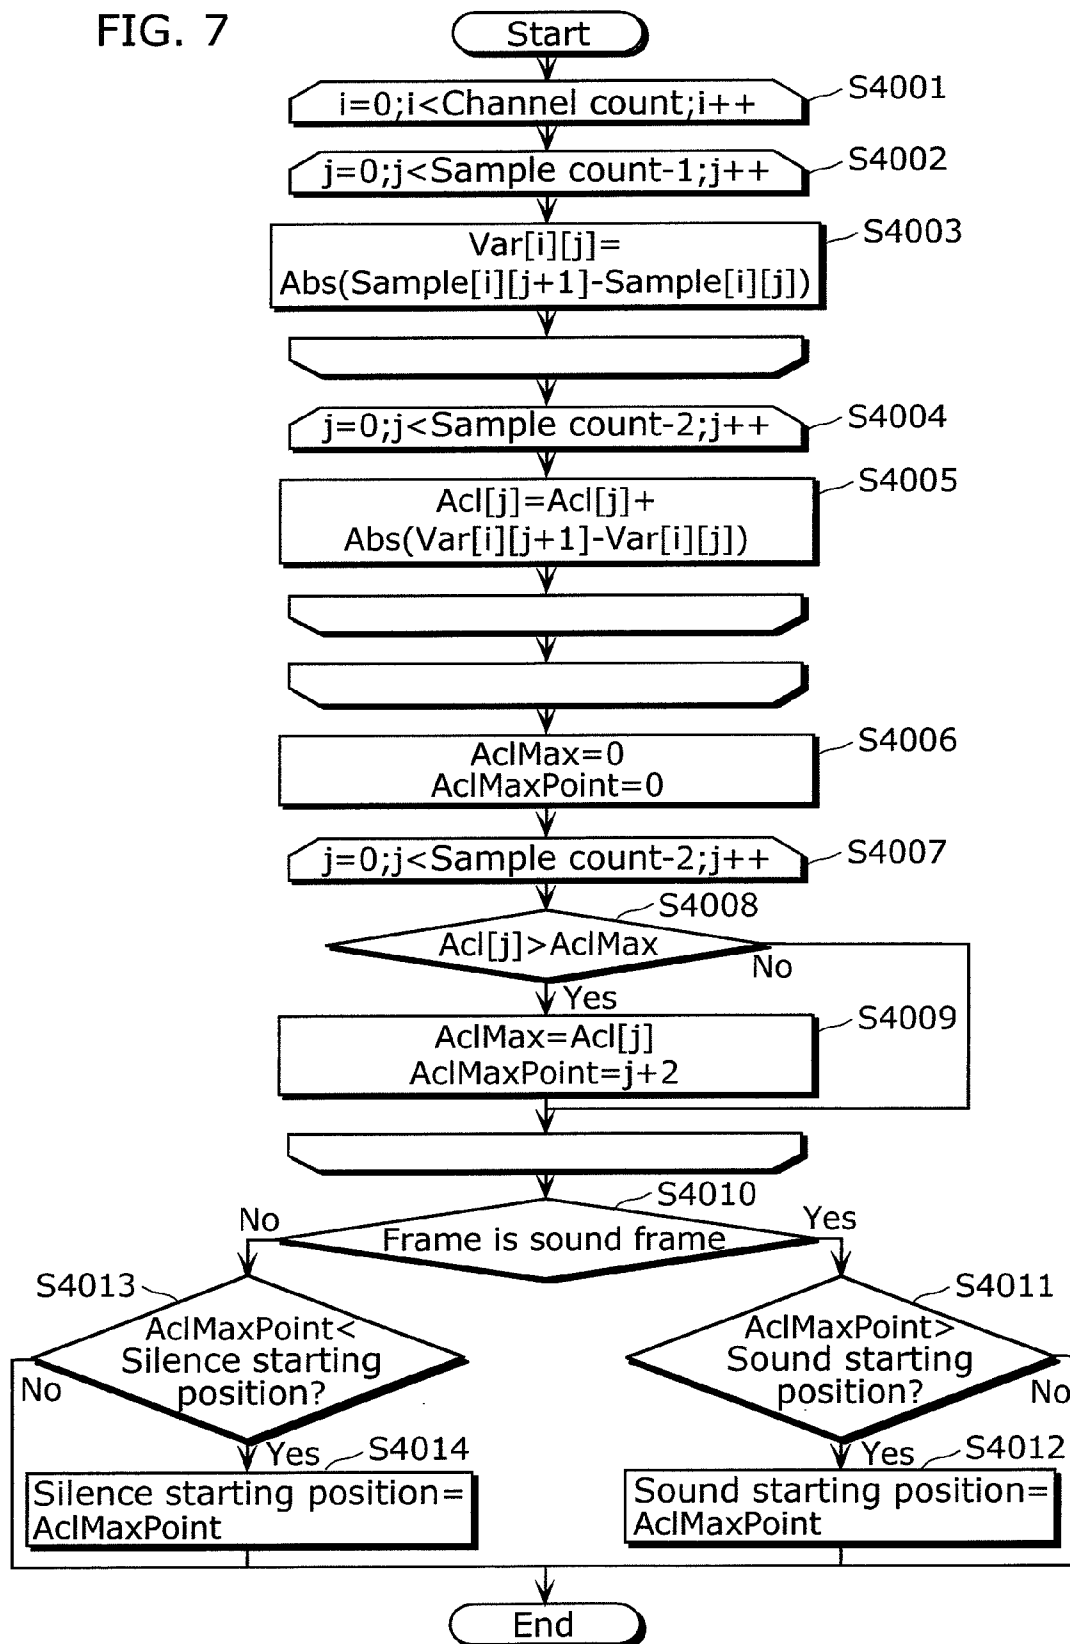 FIG. 7
Start
i=0;i<Channel count;i++
S4001
j=0;j<Sample count-1;j++
S4002
Var[i][j]=
Abs(Sample[i][j+1]-Sample[i][j])
S4003
j=0;j<Sample count-2;j++
S4004
Acl[j]=Acl[j]+
Abs(Var[i][j+1]-Var[i][j])
S4005
AclMax=0
AclMaxPoint=0
S4006
j=0;j<Sample count-2;j++
S4007
S4008
Acl[j]>AclMax
No
Yes
AclMax=Acl[j]
AclMaxPoint=j+2
S4009
S4010
No
Frame is sound frame
Yes
S4013
AclMaxPoint<
Silence starting
position?
No
Yes
S4014
Silence starting position=
AclMaxPoint
S4011
AclMaxPoint>
Sound starting
position?
No
Yes
S4012
Sound starting position=
AclMaxPoint
End